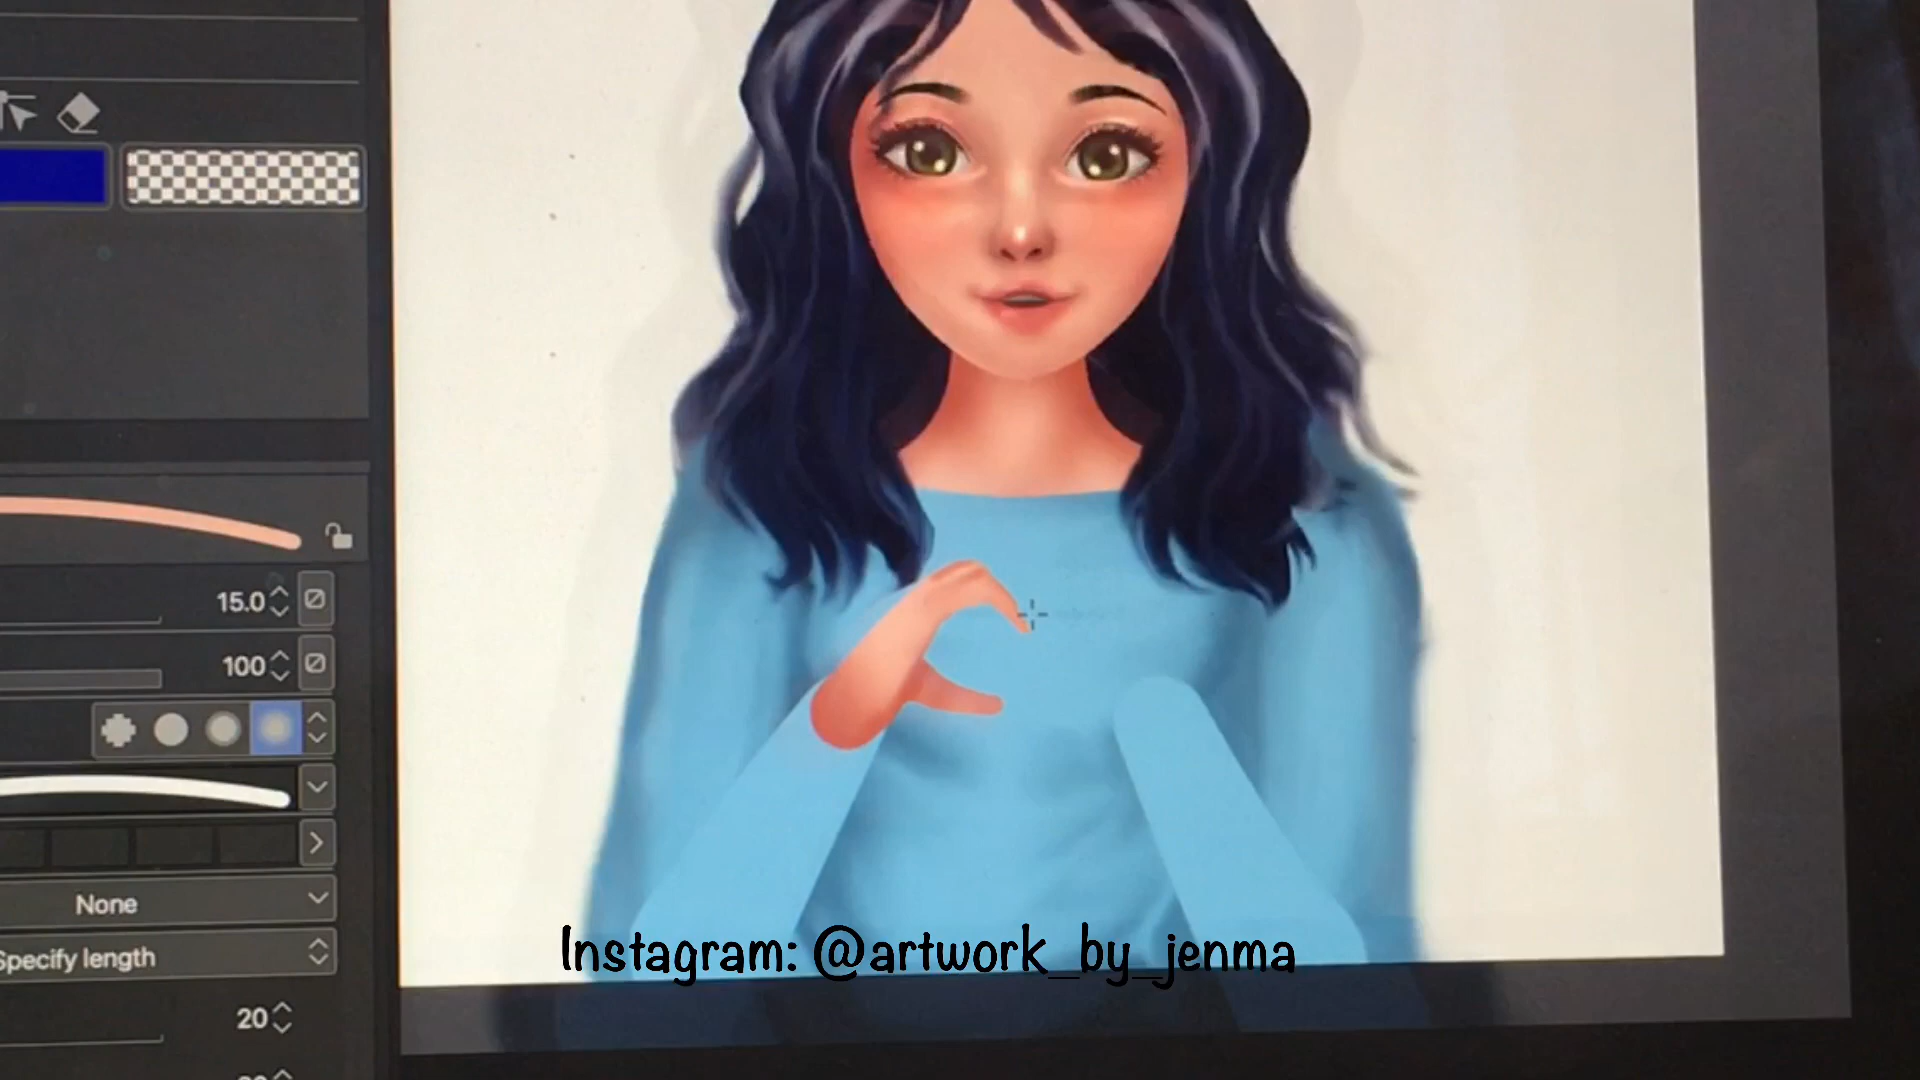 15.0
100
None
Specify length
20
Instagram: @artwork_by_jenma